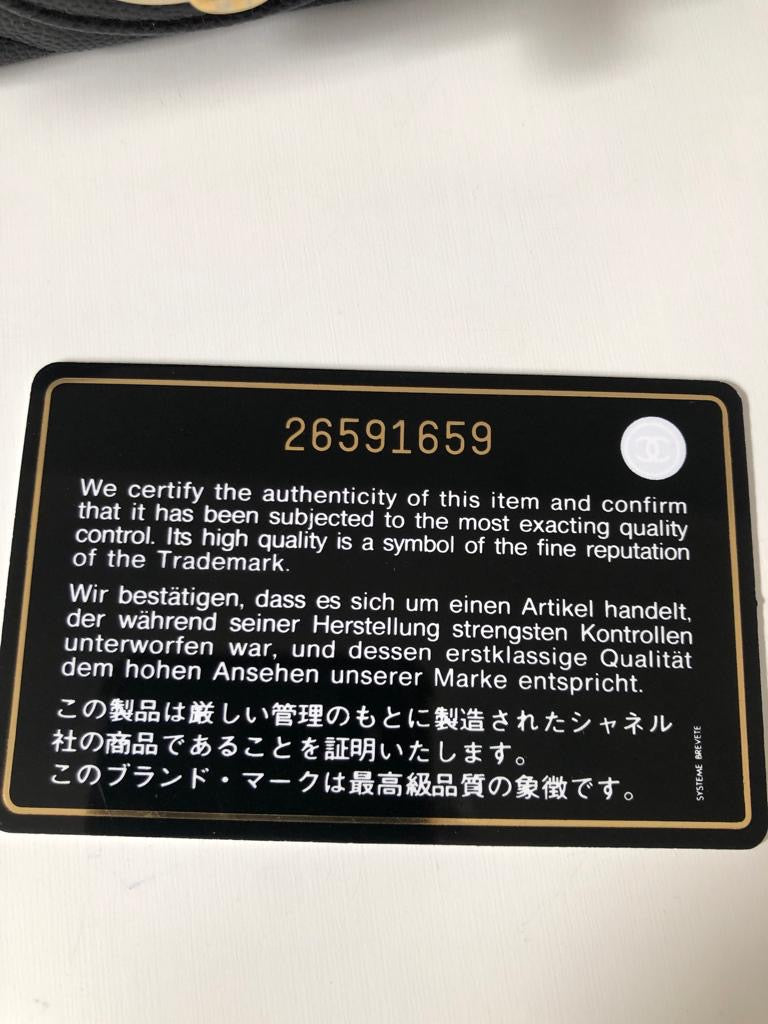 26591659
We certify the authenticity of this item and confirm
that it has been subjected to the most exacting quality
control. Its high quality is a symbol of the fine reputation
of the Trademark.
Wir bestätigen, dass es sich um einen Artikel handelt,
der während seiner Herstellung strengsten Kontrollen
unterworfen war, und dessen erstklassige Qualität
dem hohen Ansehen unserer Marke entspricht.
この製品は厳しい管理のもとに製造されたシャネル
社の商品であることを証明いたします。
このブランド・マークは最高級品質の象徴です。
SYSTEME BREVETE